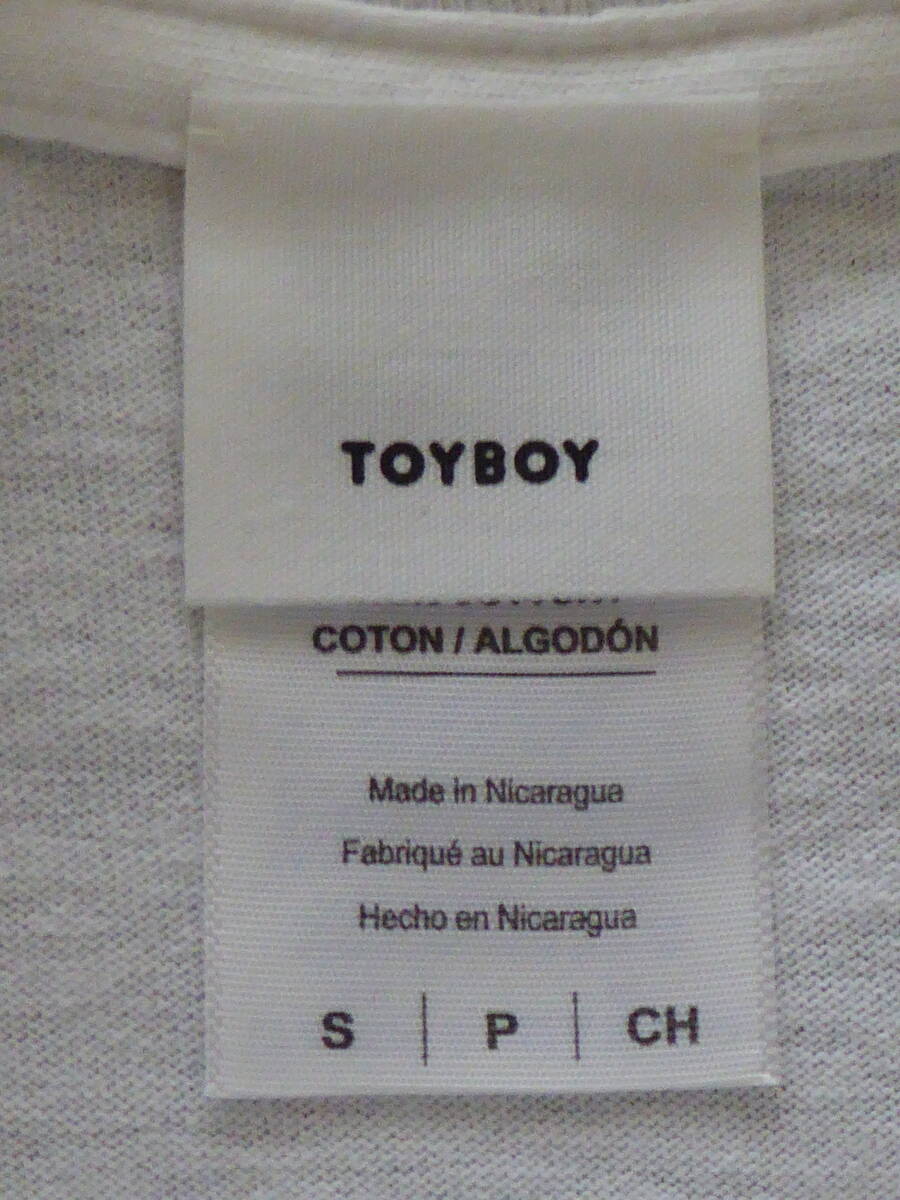 TOYBOY
COTON / ALGODÓN
Made in Nicaragua
Fabriqué au Nicaragua
Hecho en Nicaragua
S | P | CH